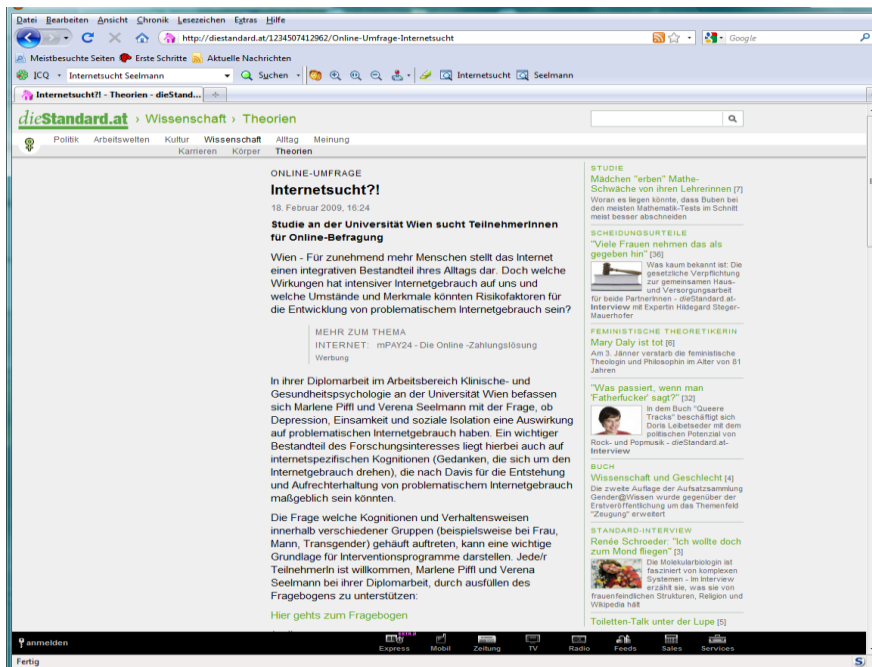 Datei Bearbeiten Ansicht Chronik Lesezeichen Extras Hilfe
http://diestandard.at/1234507412962/Online-Umfrage-Internetsucht
Google
Meistbesuchte Seiten Erste Schritte Aktuelle Nachrichten
ICQ Internetsucht Seelmann Suchen Internetsucht Seelmann
Internetsucht?! - Theorien - dieStand...
dieStandard.at › Wissenschaft › Theorien
Politik Arbeitswelten Kultur Wissenschaft Alltag Meinung
Karrieren Körper Theorien
ONLINE-UMFRAGE
Internetsucht?!
18. Februar 2009, 16:24
Studie an der Universität Wien sucht TeilnehmerInnen
für Online-Befragung
Wien - Für zunehmend mehr Menschen stellt das Internet
einen integrativen Bestandteil ihres Alltags dar. Doch welche
Wirkungen hat intensiver Internetgebrauch auf uns und
welche Umstände und Merkmale könnten Risikofaktoren für
die Entwicklung von problematischem Internetgebrauch sein?
MEHR ZUM THEMA
INTERNET: mPAY24 - Die Online -Zahlungslösung
Werbung
In ihrer Diplomarbeit im Arbeitsbereich Klinische- und
Gesundheitspsychologie an der Universität Wien befassen
sich Marlene Piffl und Verena Seelmann mit der Frage, ob
Depression, Einsamkeit und soziale Isolation eine Auswirkung
auf problematischen Internetgebrauch haben. Ein wichtiger
Bestandteil des Forschungsinteresses liegt hierbei auch auf
internetspezifischen Kognitionen (Gedanken, die sich um den
Internetgebrauch drehen), die nach Davis für die Entstehung
und Aufrechterhaltung von problematischem Internetgebrauch
maßgeblich sein könnten.
Die Frage welche Kognitionen und Verhaltensweisen
innerhalb verschiedener Gruppen (beispielsweise bei Frau,
Mann, Transgender) gehäuft auftreten, kann eine wichtige
Grundlage für Interventionsprogramme darstellen. Jede/r
TeilnehmerIn ist willkommen, Marlene Piffl und Verena
Seelmann bei ihrer Diplomarbeit, durch ausfüllen des
Fragebogens zu unterstützen:
Hier gehts zum Fragebogen
STUDIE
Mädchen "erben" Mathe-
Schwäche von ihren Lehrerinnen [7]
Woran es liegen könnte, dass Buben bei
den meisten Mathematik-Tests im Schnitt
meist besser abschneiden
SCHEIDUNGSURTEILE
"Viele Frauen nehmen das als
gegeben hin" [36]
Was kaum bekannt ist: Die
gesetzliche Verpflichtung
zur gemeinsamen Haus-
und Versorgungsarbeit
für beide PartnerInnen - dieStandard.at-
Interview mit Expertin Hildegard Steger-
Mauerhofer
FEMINISTISCHE THEORETIKERIN
Mary Daly ist tot [6]
Am 3. Jänner verstarb die feministische
Theologin und Philosophin im Alter von 81
Jahren
"Was passiert, wenn man
'Fatherfucker' sagt?" [32]
In dem Buch "Queere
Tracks" beschäftigt sich
Doris Leibetseder mit dem
politischen Potenzial von
Rock- und Popmusik - dieStandard.at-
Interview
BUCH
Wissenschaft und Geschlecht [4]
Die zweite Auflage der Aufsatzsammlung
Gender@Wissen wurde gegenüber der
Erstveröffentlichung um das Themenfeld
"Zeugung" erweitert
STANDARD-INTERVIEW
Renée Schroeder: "Ich wollte doch
zum Mond fliegen" [3]
Die Molekularbiologin ist
fasziniert von komplexen
Systemen - Im Interview
erzählt sie, was sie von
frauenfeindlichen Strukturen, Religion und
Wikipedia hält
Toiletten-Talk unter der Lupe [5]
anmelden
Express Mobil Zeitung TV Radio Feeds Sales Services
Fertig